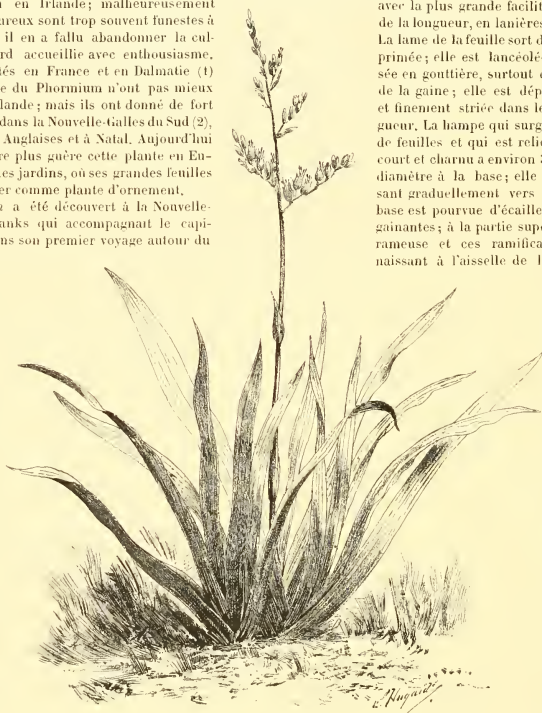 en Irlande; malheureusement
ureux sont trop souvent funestes à
il en a fallu abandonner la cul-
rd accueillie avec enthousiasme.
tés en France et en Dalmatie (1)
e du Phormium n'ont pas mieux
lande; mais ils ont donné de fort
dans la Nouvelle-Galles du Sud (2),
Anglaises et à Natal. Aujourd'hui
re plus guère cette plante en Eu-
es jardins, où ses grandes feuilles
er comme plante d'ornement.
a été découvert à la Nouvelle-
anks qui accompagnait le capi-
ns son premier voyage autour du
avec la plus grande facilit
de la longueur, en lanières
La lame de la feuille sort d
primée; elle est lancéolé
sée en gouttière, surtout
de la gaine; elle est dép
et finement striée dans le
gueur. La hampe qui surg
de feuilles et qui est relié
court et charnu a environ
diamètre à la base; elle
sant graduellement vers
base est pourvue d'écaille
gainantes; à la partie supé
rameuse et ces ramifica
naissant à l'aisselle de l